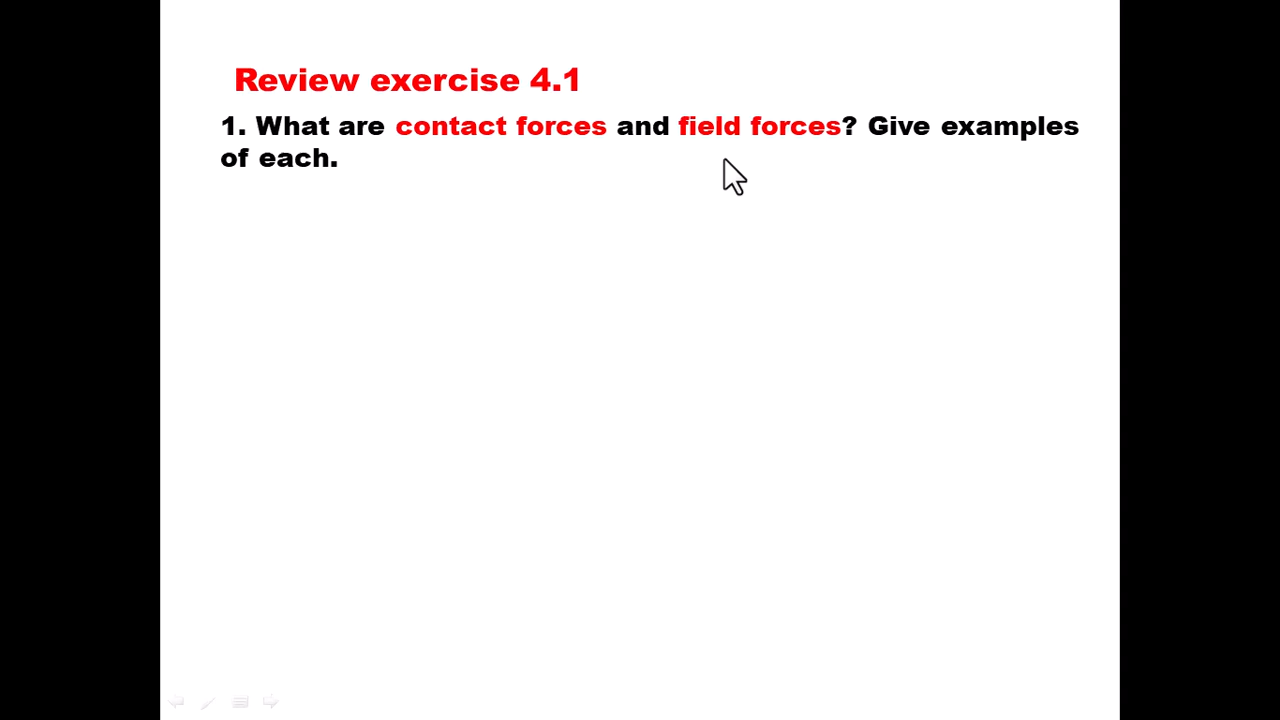 Review exercise 4.1
1. What are contact forces and field forces? Give examples
of each.